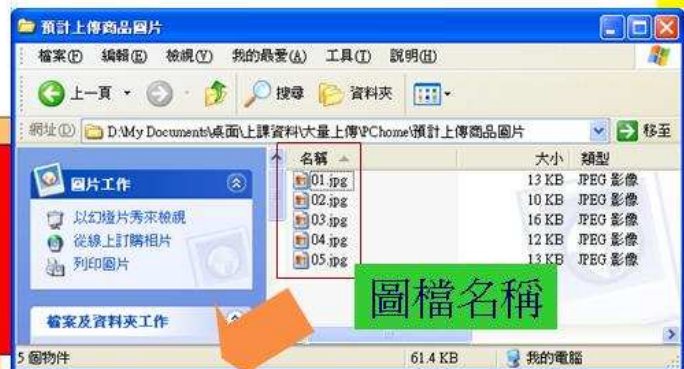 預計上傳商品圖片
檔案(F) 編輯(E) 檢視(V) 我的最愛(A) 工具(T) 說明(H)
上一頁 搜尋 資料夾
網址(D) D:\My Documents\桌面\上課資料\大量上傳\PChome\預計上傳商品圖片 移至
圖片工作
以幻燈片秀來檢視
從線上訂購相片
列印圖片
檔案及資料夾工作
名稱 大小 類型
01.jpg 13 KB JPEG 影像
02.jpg 10 KB JPEG 影像
03.jpg 16 KB JPEG 影像
04.jpg 12 KB JPEG 影像
05.jpg 13 KB JPEG 影像
圖檔名稱
5 個物件 61.4 KB 我的電腦